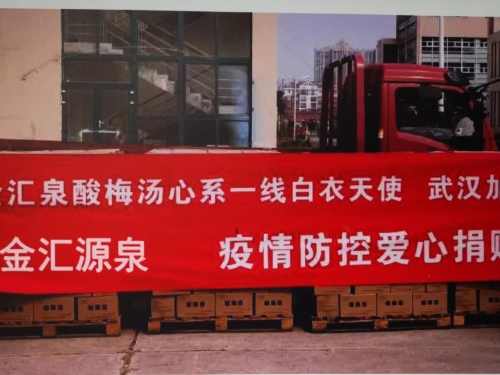 汇泉酸梅汤心系一线白衣天使 武汉加
金汇源泉 疫情防控爱心捐